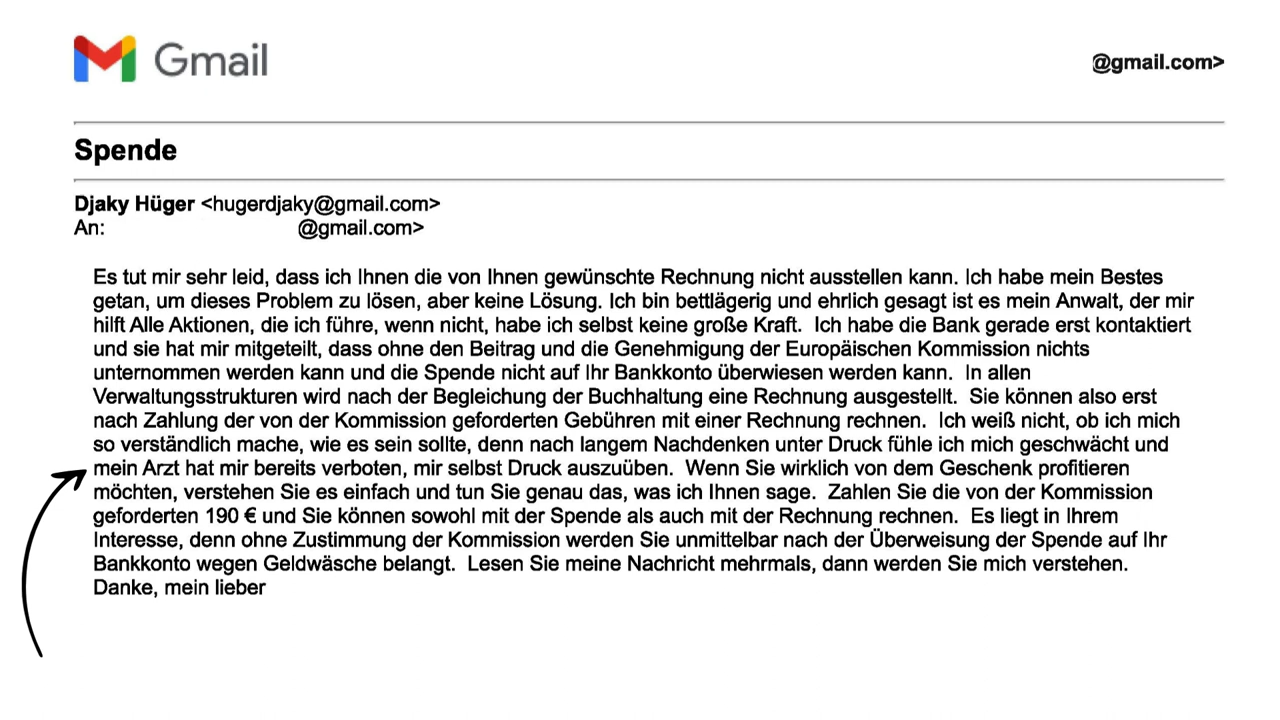 Gmail
@gmail.com>
Spende
Djaky Hüger <hugerdjaky@gmail.com>
An: @gmail.com>
Es tut mir sehr leid, dass ich Ihnen die von Ihnen gewünschte Rechnung nicht ausstellen kann. Ich habe mein Bestes
getan, um dieses Problem zu lösen, aber keine Lösung. Ich bin bettlägerig und ehrlich gesagt ist es mein Anwalt, der mir
hilft Alle Aktionen, die ich führe, wenn nicht, habe ich selbst keine große Kraft.  Ich habe die Bank gerade erst kontaktiert
und sie hat mir mitgeteilt, dass ohne den Beitrag und die Genehmigung der Europäischen Kommission nichts
unternommen werden kann und die Spende nicht auf Ihr Bankkonto überwiesen werden kann.  In allen
Verwaltungsstrukturen wird nach der Begleichung der Buchhaltung eine Rechnung ausgestellt.  Sie können also erst
nach Zahlung der von der Kommission geforderten Gebühren mit einer Rechnung rechnen.  Ich weiß nicht, ob ich mich
so verständlich mache, wie es sein sollte, denn nach langem Nachdenken unter Druck fühle ich mich geschwächt und
mein Arzt hat mir bereits verboten, mir selbst Druck auszuüben.  Wenn Sie wirklich von dem Geschenk profitieren
möchten, verstehen Sie es einfach und tun Sie genau das, was ich Ihnen sage.  Zahlen Sie die von der Kommission
geforderten 190 € und Sie können sowohl mit der Spende als auch mit der Rechnung rechnen.  Es liegt in Ihrem
Interesse, denn ohne Zustimmung der Kommission werden Sie unmittelbar nach der Überweisung der Spende auf Ihr
Bankkonto wegen Geldwäsche belangt.  Lesen Sie meine Nachricht mehrmals, dann werden Sie mich verstehen.
Danke, mein lieber